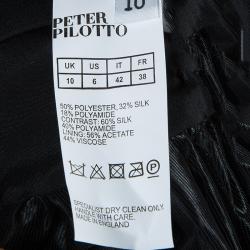 10
PETER
PILOTTO
UK US IT FR
10 6 42 38
50% POLYESTER, 32% SILK
18% POLYAMIDE
CONTRAST: 60% SILK
40% POLYAMIDE
LINING: 56% ACETATE
44% VISCOSE
SPECIALIST DRY CLEAN ONLY.
HANDLE WITH CARE.
MADE IN ENGLAND